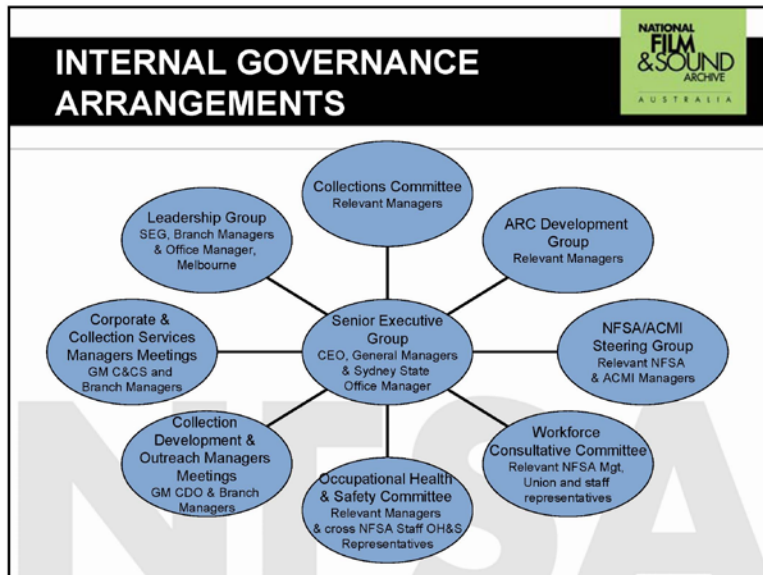 INTERNAL GOVERNANCE
ARRANGEMENTS
NATIONAL
FILM
& SOUND
ARCHIVE
AUSTRALIA
Collections Committee
Relevant Managers
Leadership Group
SEG, Branch Managers
& Office Manager,
Melbourne
ARC Development
Group
Relevant Managers
Corporate &
Collection Services
Managers Meetings
GM C&CS and
Branch Managers
Senior Executive
Group
CEO, General Managers
& Sydney State
Office Manager
NFSA/ACMI
Steering Group
Relevant NFSA
& ACMI Managers
Collection
Development &
Outreach Managers
Meetings
GM CDO & Branch
Managers
Occupational Health
& Safety Committee
Relevant Managers
& cross NFSA Staff OH&S
Representatives
Workforce
Consultative Committee
Relevant NFSA Mgt,
Union and staff
representatives
NFSA